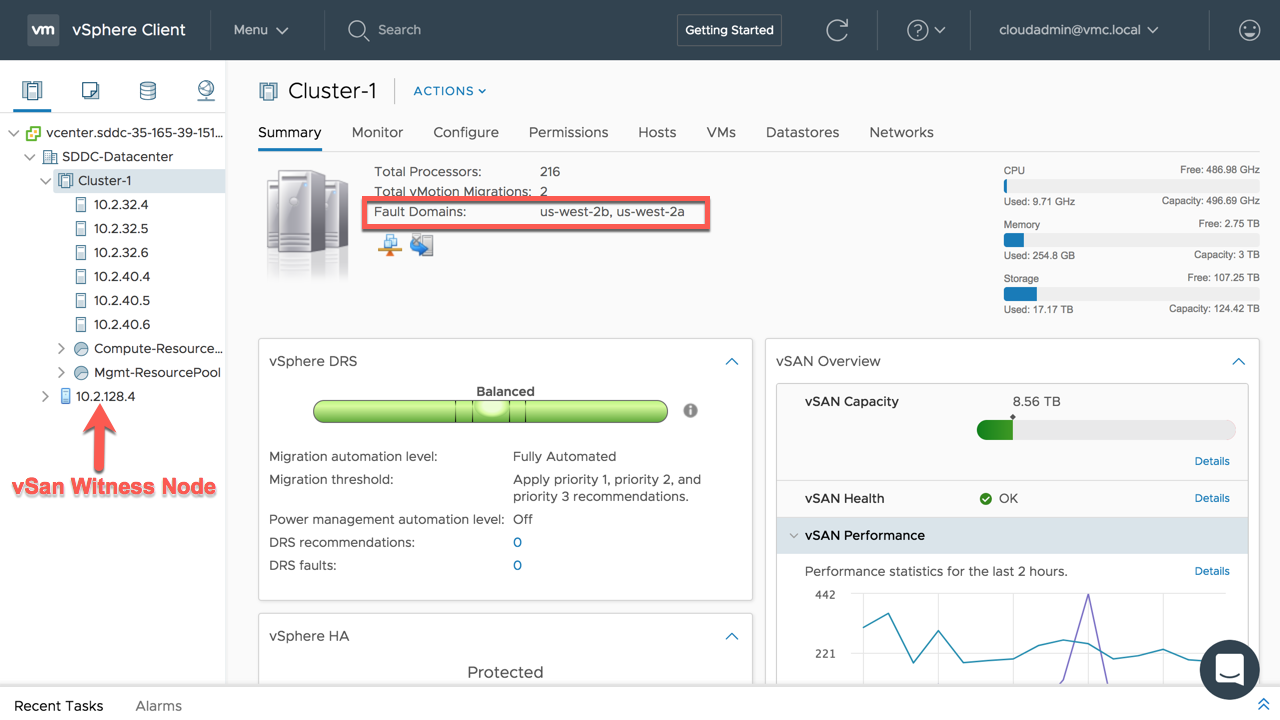 vm vSphere Client Menu Search Getting Started cloudadmin@vmc.local
Cluster-1 ACTIONS
Summary Monitor Configure Permissions Hosts VMs Datastores Networks
vcenter.sddc-35-165-39-151...
SDDC-Datacenter
Cluster-1
10.2.32.4
10.2.32.5
10.2.32.6
10.2.40.4
10.2.40.5
10.2.40.6
Compute-Resource...
Mgmt-ResourcePool
10.2.128.4
vSan Witness Node
Total Processors: 216
Total vMotion Migrations: 2
Fault Domains: us-west-2b, us-west-2a
CPU Free: 486.98 GHz
Used: 9.71 GHz Capacity: 496.69 GHz
Memory Free: 2.75 TB
Used: 254.8 GB Capacity: 3 TB
Storage Free: 107.25 TB
Used: 17.17 TB Capacity: 124.42 TB
vSphere DRS
Balanced
Migration automation level: Fully Automated
Migration threshold: Apply priority 1, priority 2, and
priority 3 recommendations.
Power management automation level: Off
DRS recommendations: 0
DRS faults: 0
vSphere HA
Protected
vSAN Overview
vSAN Capacity 8.56 TB
Details
vSAN Health OK Details
vSAN Performance
Performance statistics for the last 2 hours. Details
442
221
Recent Tasks Alarms